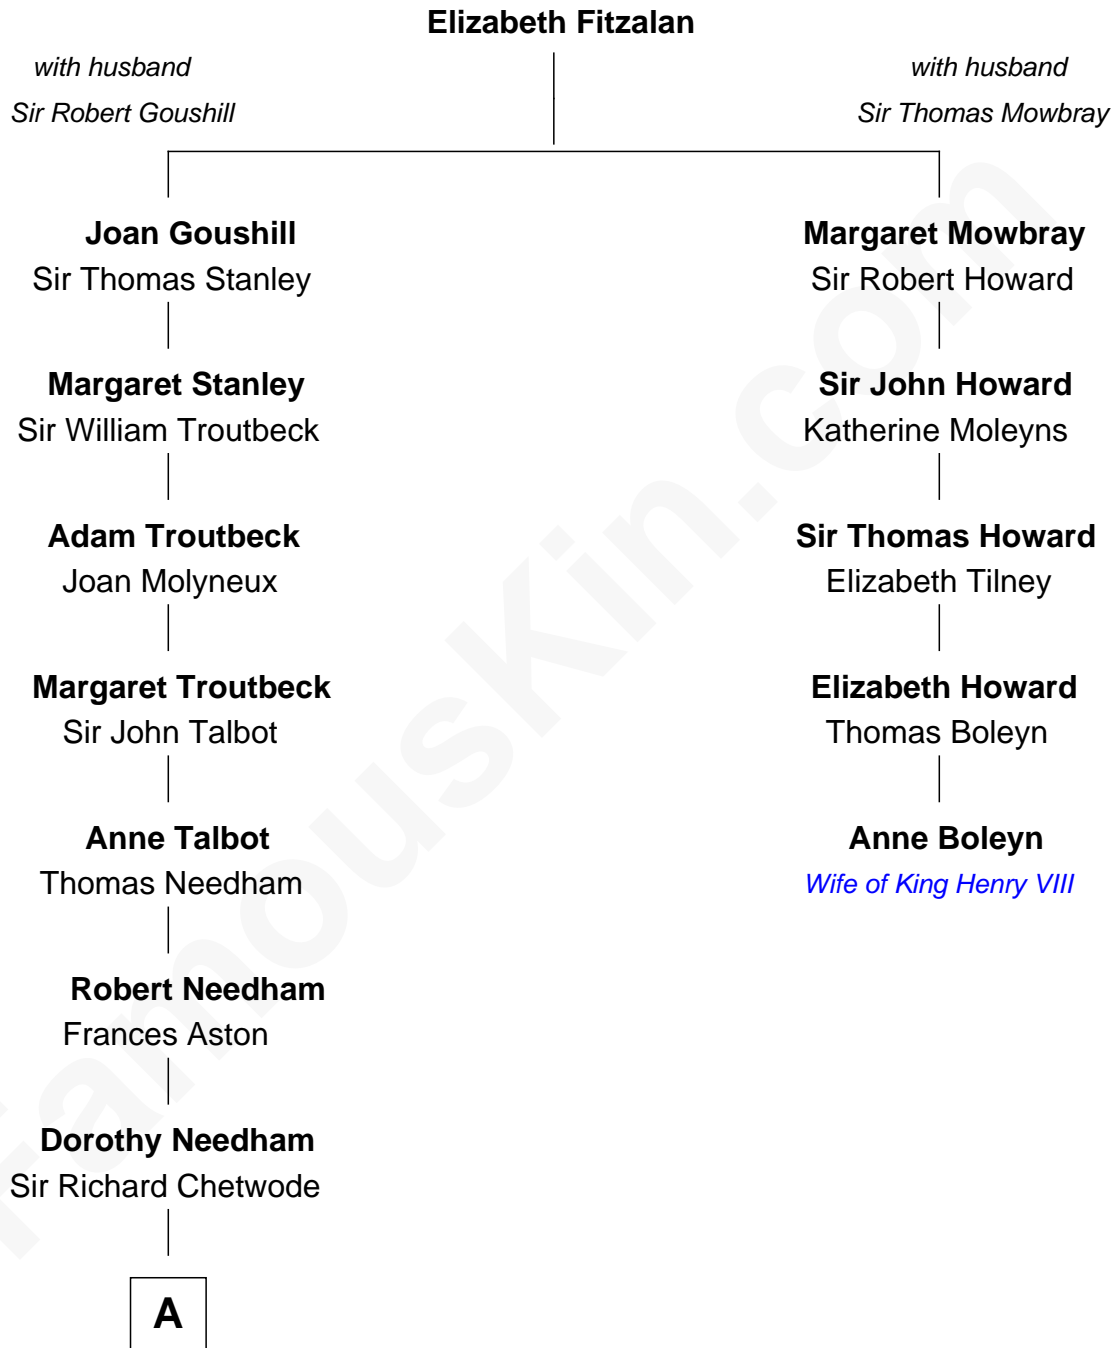 Elizabeth Fitzalan
with husband
Sir Robert Goushill
with husband
Sir Thomas Mowbray
Joan Goushill
Sir Thomas Stanley
Margaret Mowbray
Sir Robert Howard
Margaret Stanley
Sir William Troutbeck
Sir John Howard
Katherine Moleyns
Adam Troutbeck
Joan Molyneux
Sir Thomas Howard
Elizabeth Tilney
Margaret Troutbeck
Sir John Talbot
Elizabeth Howard
Thomas Boleyn
Anne Talbot
Thomas Needham
Anne Boleyn
Wife of King Henry VIII
Robert Needham
Frances Aston
Dorothy Needham
Sir Richard Chetwode
A
FamousKin.com